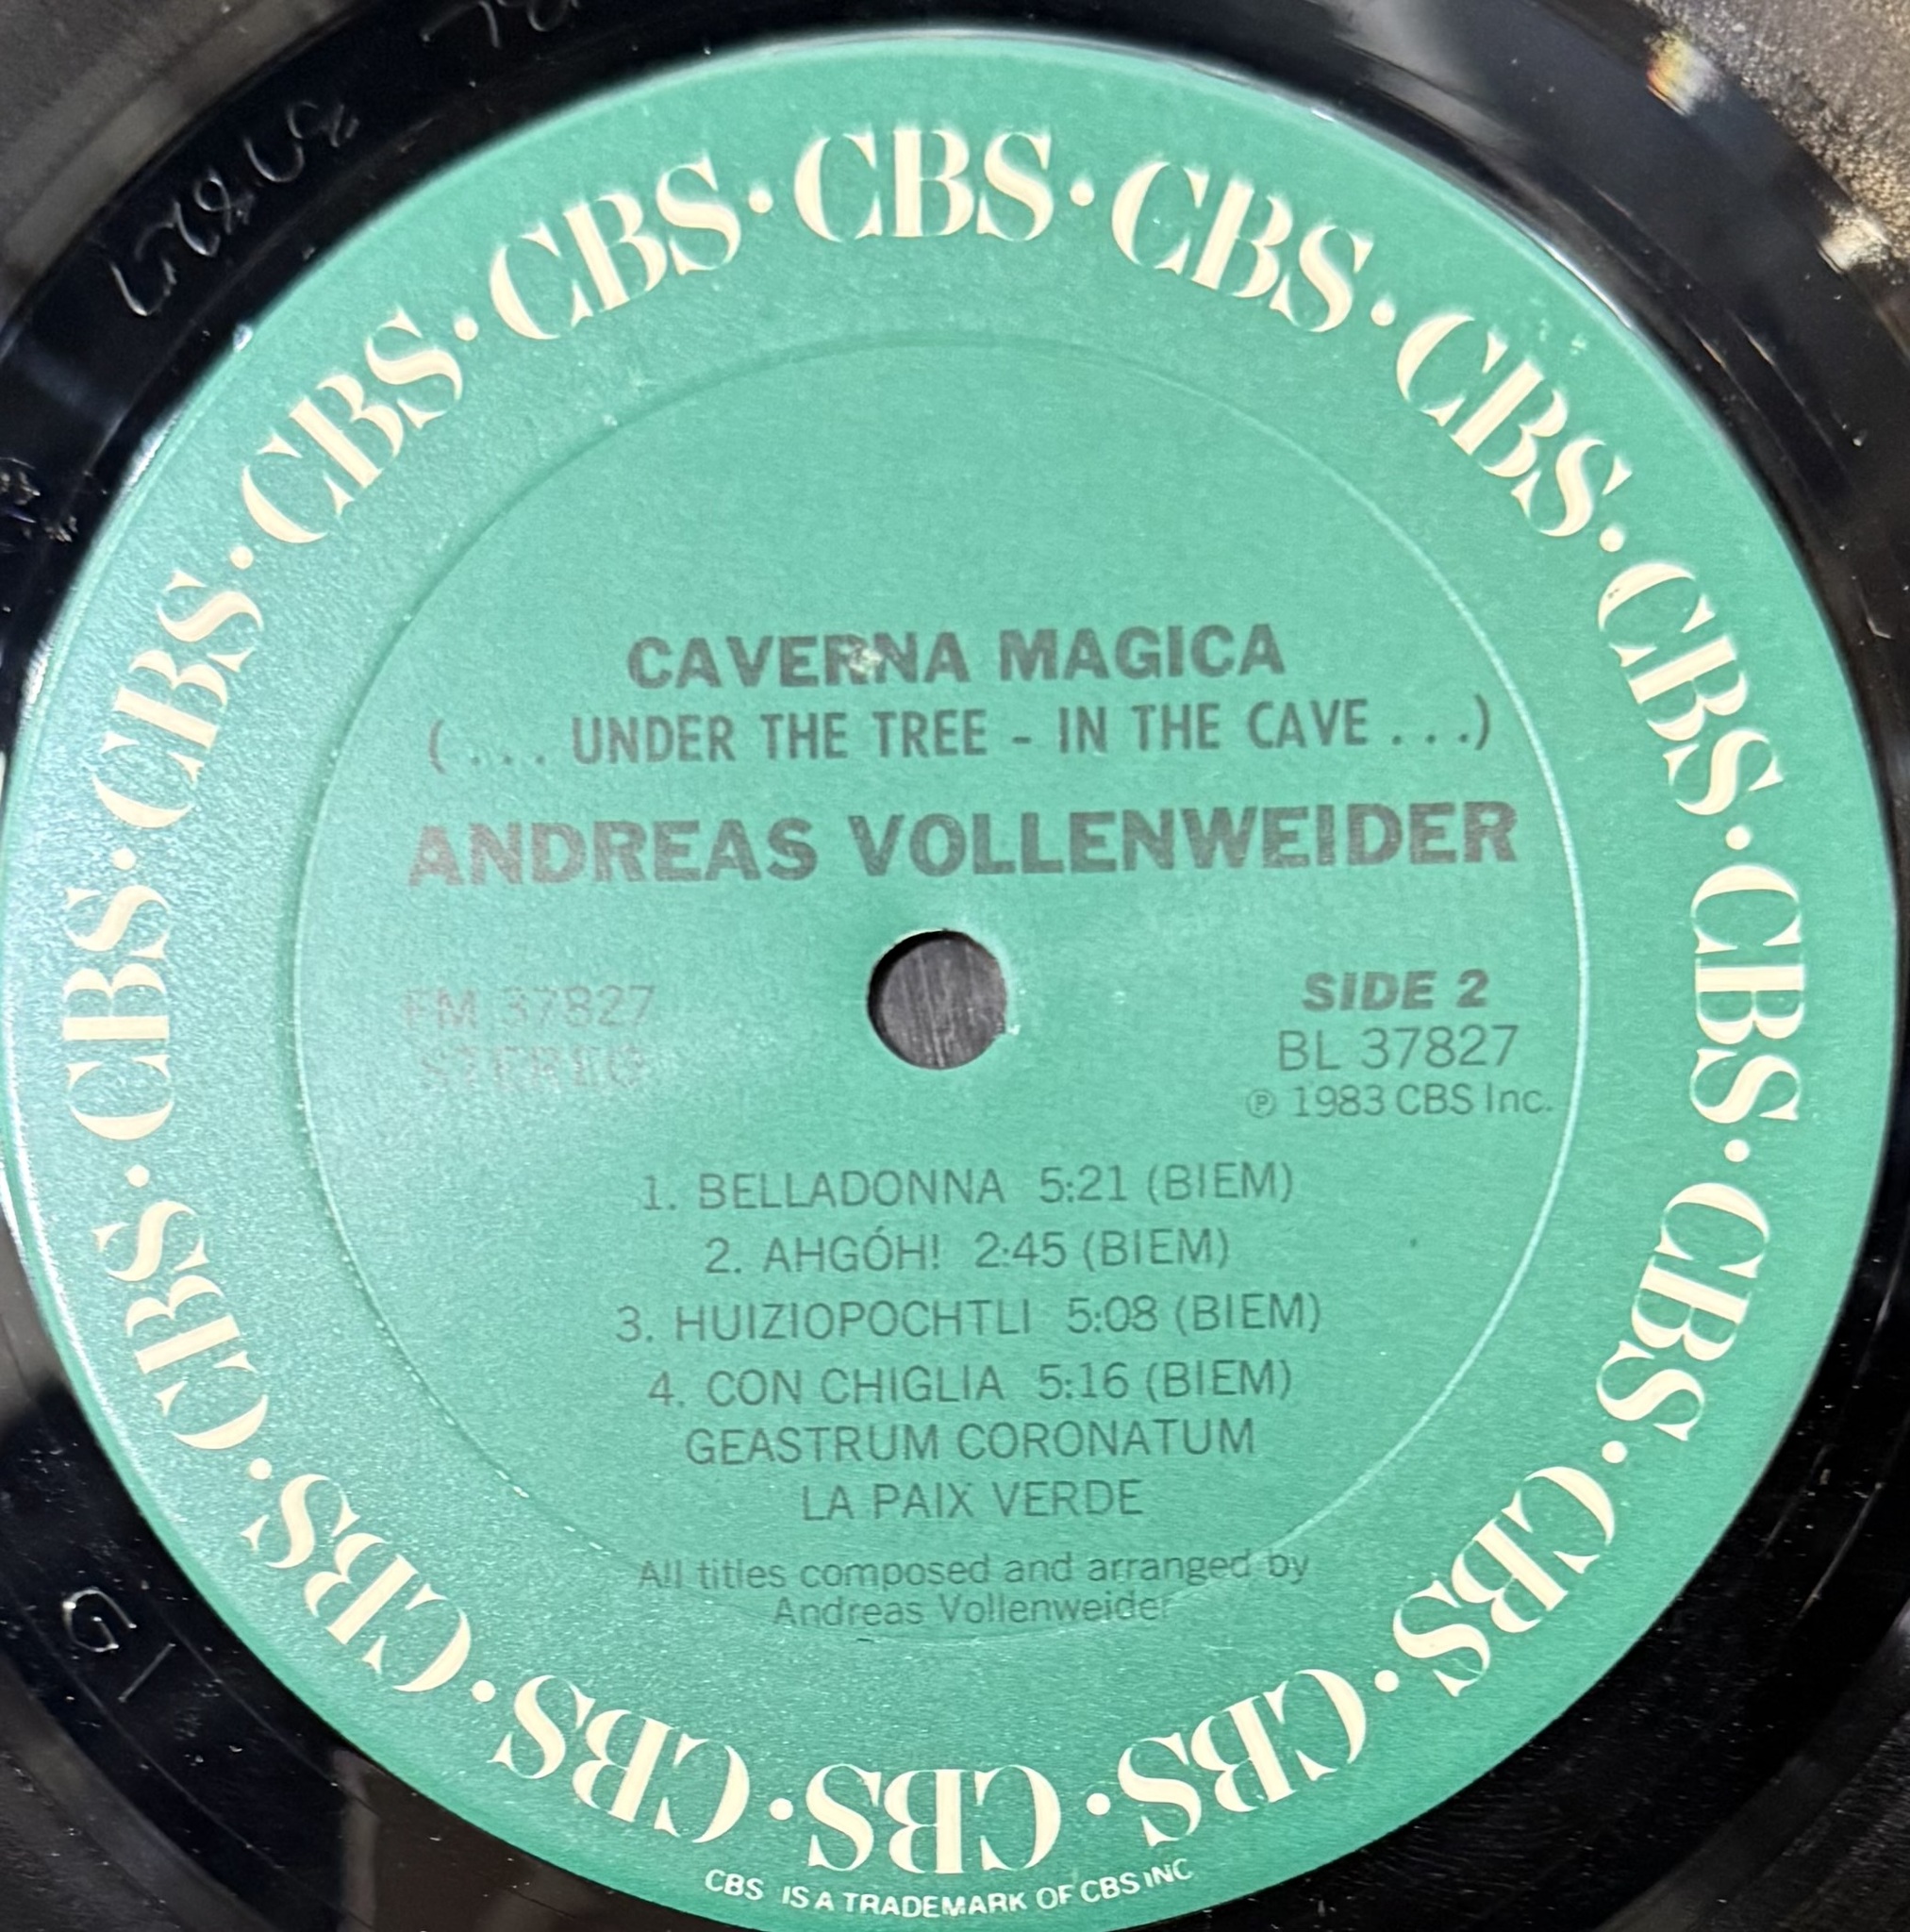 CBS · CBS · CBS · CBS · CBS · CBS · CBS · CBS · CBS · CBS · CBS · CBS · CBS · CBS · CBS · CBS
CAVERNA MAGICA
(... UNDER THE TREE - IN THE CAVE ...)
ANDREAS VOLLENWEIDER
FM 37827
STEREO
SIDE 2
BL 37827
℗ 1983 CBS Inc.
1. BELLADONNA 5:21 (BIEM)
2. AHGÓH! 2:45 (BIEM)
3. HUIZIOPOCHTLI 5:08 (BIEM)
4. CON CHIGLIA 5:16 (BIEM)
GEASTRUM CORONATUM
LA PAIX VERDE
All titles composed and arranged by
Andreas Vollenweider
CBS IS A TRADEMARK OF CBS INC